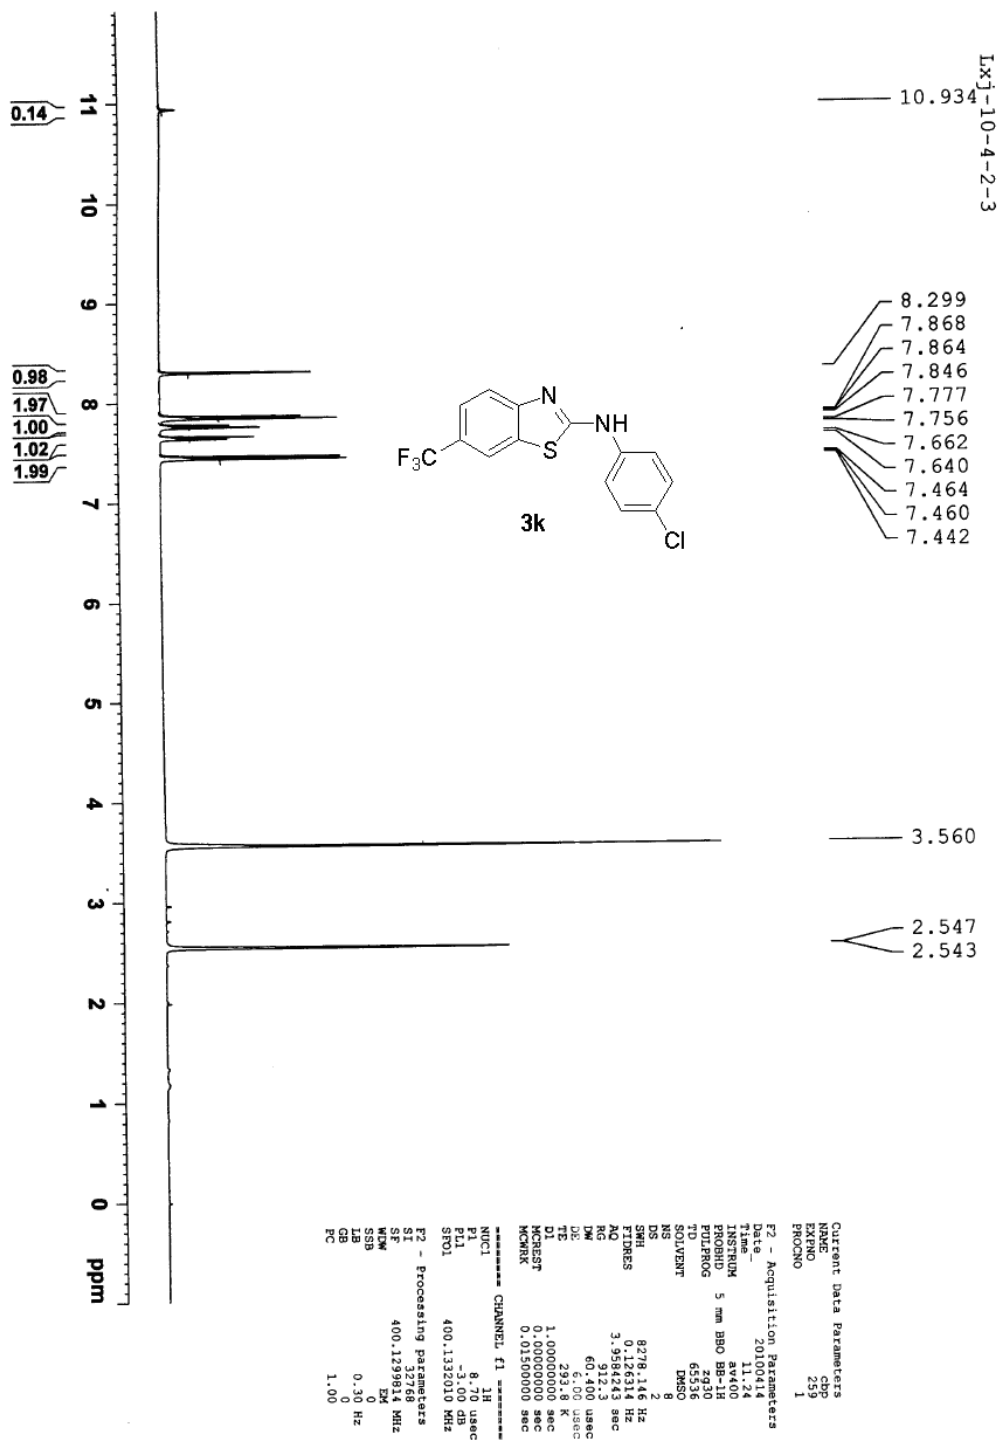 Lxj-10-4-2-3
10.934
8.299
7.868
7.864
7.846
7.777
7.756
7.662
7.640
7.464
7.460
7.442
3.560
2.547
2.543
11
10
9
8
7
6
5
4
3
2
1
0
ppm
0.14
0.98
1.97
1.00
1.02
1.99
N
NH
S
F3C
Cl
3k
Current Data Parameters
NAME cbp
EXPNO 259
PROCNO 1
F2 - Acquisition Parameters
Date_ 20100414
Time_ 11.24
INSTRUM av400
PROBHD 5 mm BBO BB-1H
PULPROG zg30
TD 65536
SOLVENT DMSO
NS 8
DS 2
SWH 8278.146 Hz
FIDRES 0.126314 Hz
AQ 3.9584243 sec
RG 912.3
DW 60.400 usec
DE 6.00 usec
TE 293.8 K
D1 1.00000000 sec
MCREST 0.00000000 sec
MCWRK 0.01500000 sec
======== CHANNEL f1 ========
NUC1 1H
P1 8.70 usec
PL1 -3.00 dB
SFO1 400.1332010 MHz
F2 - Processing parameters
SI 32768
SF 400.1299814 MHz
WDW EM
SSB 0
LB 0.30 Hz
GB 0
PC 1.00